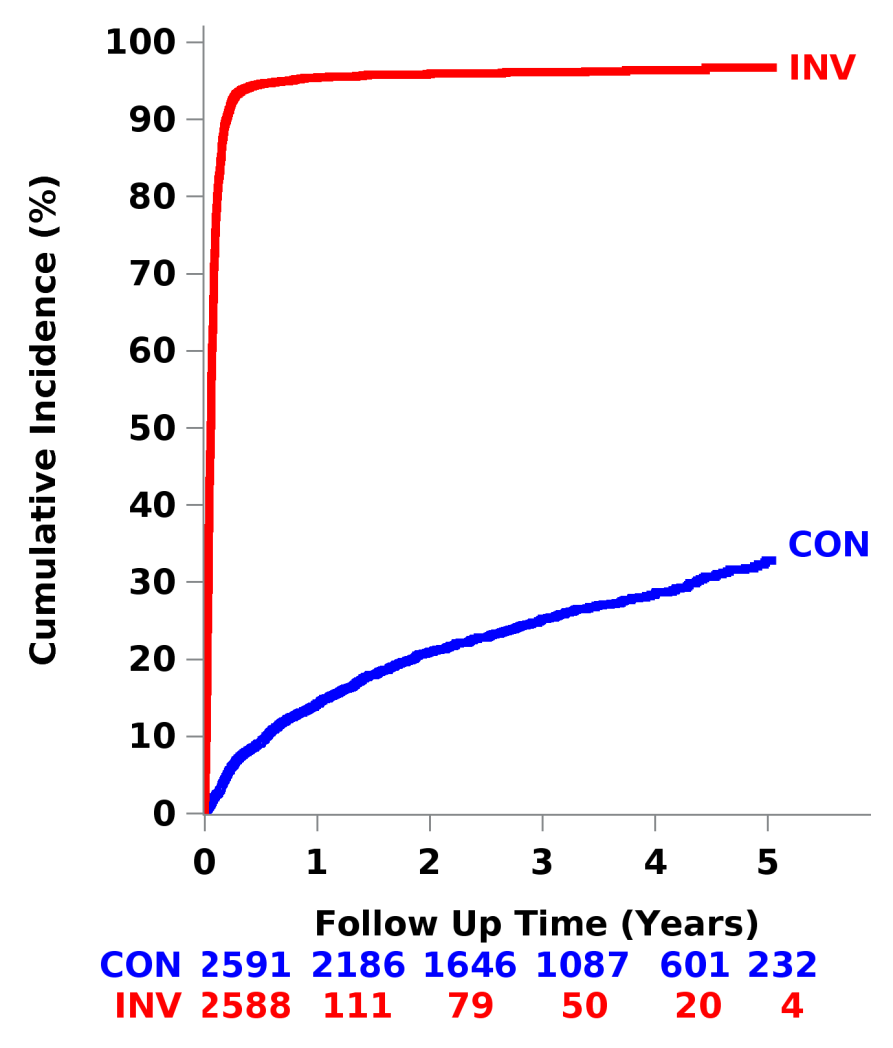 100
90
80
70
60
50
40
30
20
10
0
Cumulative Incidence (%)
INV
CON
0 1 2 3 4 5
Follow Up Time (Years)
CON 2591 2186 1646 1087 601 232
INV 2588 111 79 50 20 4